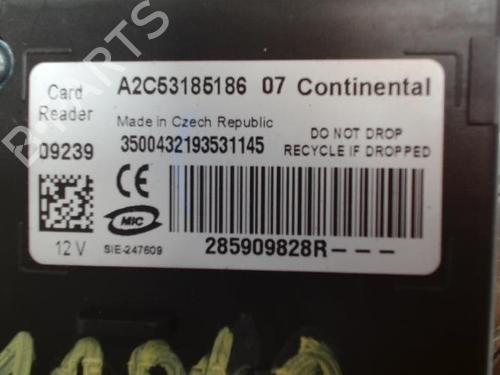 Card Reader
A2C53185186 07 Continental
Made in Czech Republic
DO NOT DROP
RECYCLE IF DROPPED
09239
3500432193531145
CE
MIC
12 V
SIE-247609
285909828R---
B-PARTS